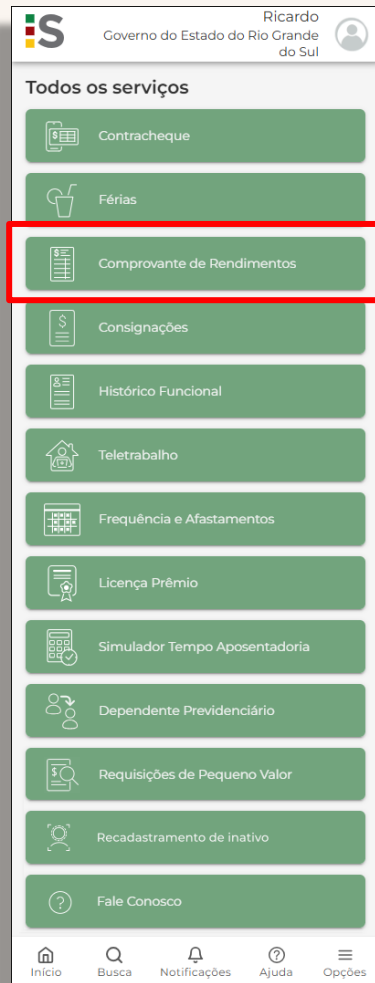 S
Ricardo
Governo do Estado do Rio Grande
do Sul
Todos os serviços
Contracheque
Férias
Comprovante de Rendimentos
Consignações
Histórico Funcional
Teletrabalho
Frequência e Afastamentos
Licença Prêmio
Simulador Tempo Aposentadoria
Dependente Previdenciário
Requisições de Pequeno Valor
Recadastramento de inativo
Fale Conosco
Início Busca Notificações Ajuda Opções